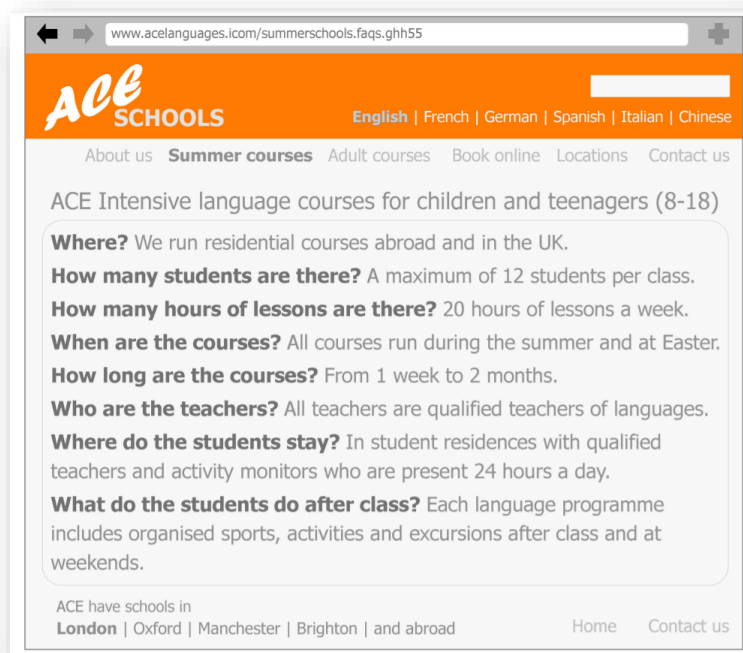 www.acelanguages.icom/summerschools.faqs.ghh55
ACE
SCHOOLS
English | French | German | Spanish | Italian | Chinese
About us Summer courses Adult courses Book online Locations Contact us
ACE Intensive language courses for children and teenagers (8-18)
Where? We run residential courses abroad and in the UK.
How many students are there? A maximum of 12 students per class.
How many hours of lessons are there? 20 hours of lessons a week.
When are the courses? All courses run during the summer and at Easter.
How long are the courses? From 1 week to 2 months.
Who are the teachers? All teachers are qualified teachers of languages.
Where do the students stay? In student residences with qualified
teachers and activity monitors who are present 24 hours a day.
What do the students do after class? Each language programme
includes organised sports, activities and excursions after class and at
weekends.
ACE have schools in
London | Oxford | Manchester | Brighton | and abroad
Home Contact us